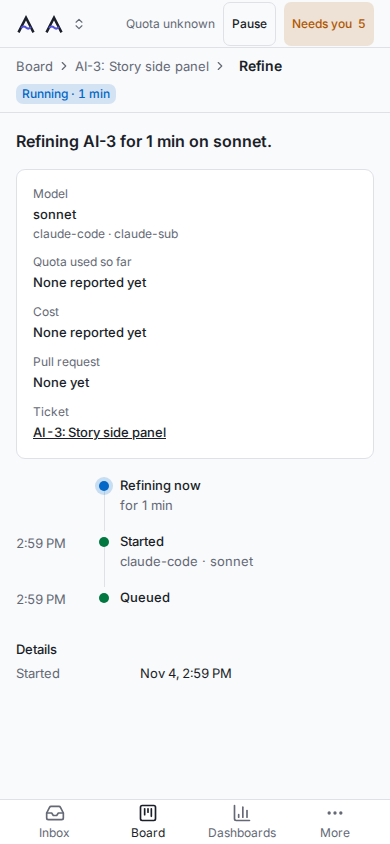 Quota unknown
Pause
Needs you 5
Board > AI-3: Story side panel > Refine
Running · 1 min
Refining AI-3 for 1 min on sonnet.
Model
sonnet
claude-code · claude-sub
Quota used so far
None reported yet
Cost
None reported yet
Pull request
None yet
Ticket
AI-3: Story side panel
Refining now
for 1 min
2:59 PM Started
claude-code · sonnet
2:59 PM Queued
Details
Started Nov 4, 2:59 PM
Inbox
Board
Dashboards
More